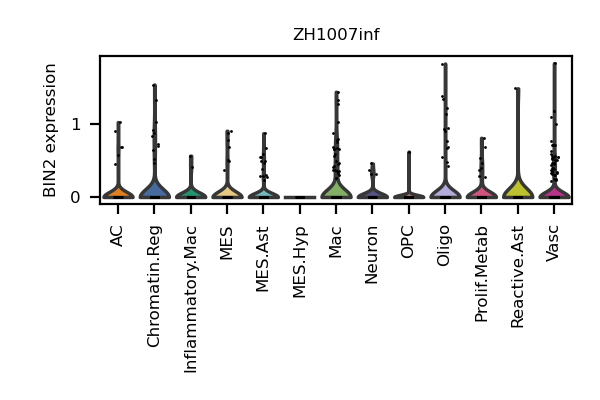 ZH1007inf
BIN2 expression
1
0
AC
Chromatin.Reg
Inflammatory.Mac
MES
MES.Ast
MES.Hyp
Mac
Neuron
OPC
Oligo
Prolif.Metab
Reactive.Ast
Vasc